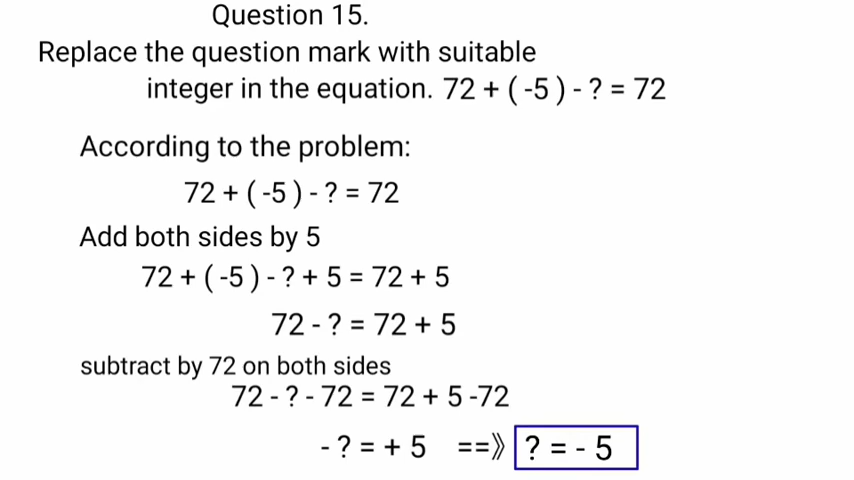 Question 15.
Replace the question mark with suitable
integer in the equation. 72 + ( -5 ) - ? = 72
According to the problem:
72 + ( -5 ) - ? = 72
Add both sides by 5
72 + ( -5 ) - ? + 5 = 72 + 5
72 - ? = 72 + 5
subtract by 72 on both sides
72 - ? - 72 = 72 + 5 -72
- ? = + 5 ==》 ? = - 5